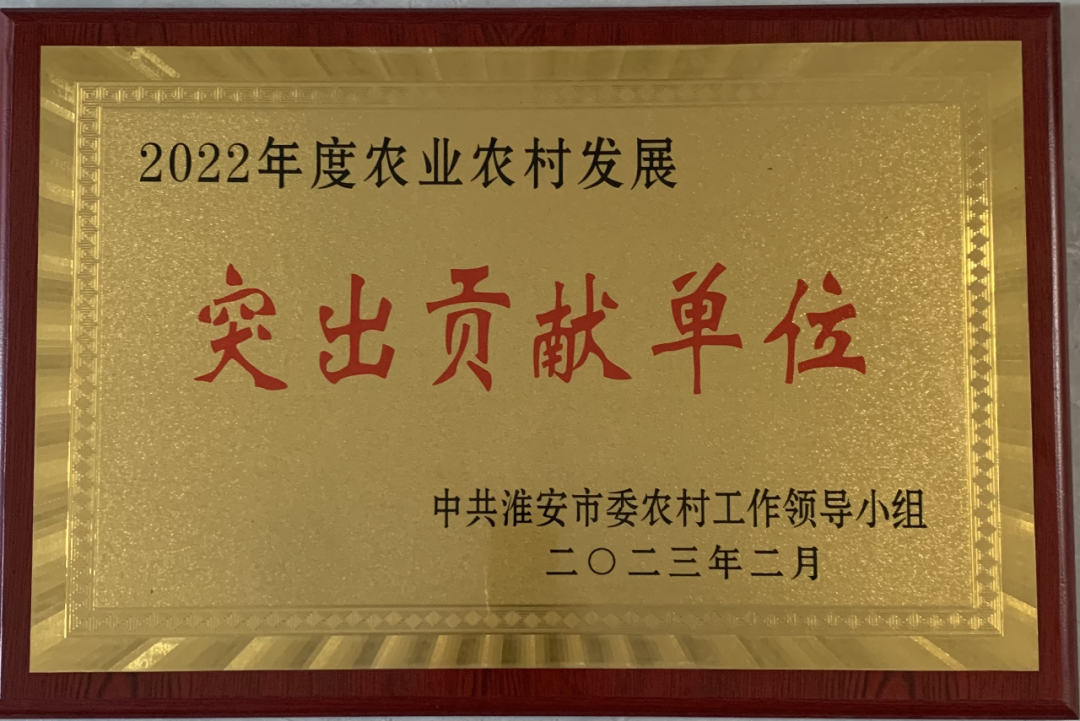 2022年度农业农村发展
突出贡献单位
中共淮安市委农村工作领导小组
二〇二三年二月